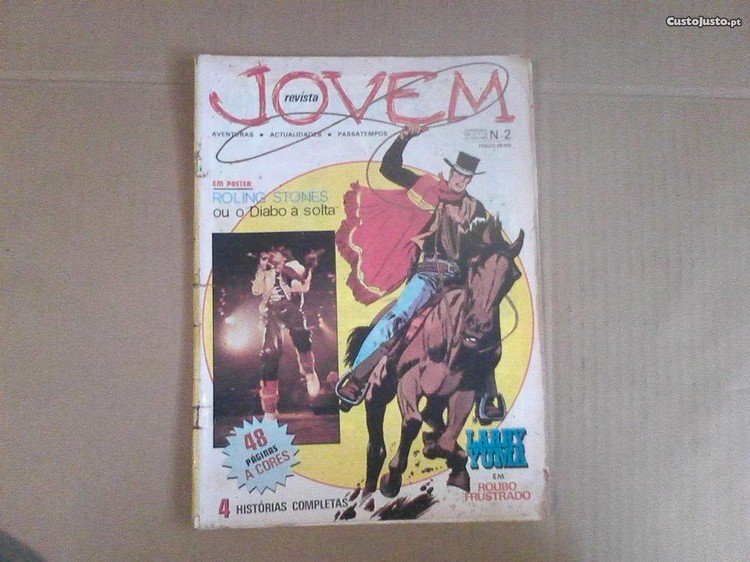 CustoJusto.pt
JOVEM
revista
AVENTURAS • ACTUALIDADES • PASSATEMPOS
N.2
EM POSTER,
ROLING STONES
ou o Diabo à solta
48
PÁGINAS
A CORES
4 HISTÓRIAS COMPLETAS
LARRY
YUMA
EM
ROUBO
FRUSTRADO